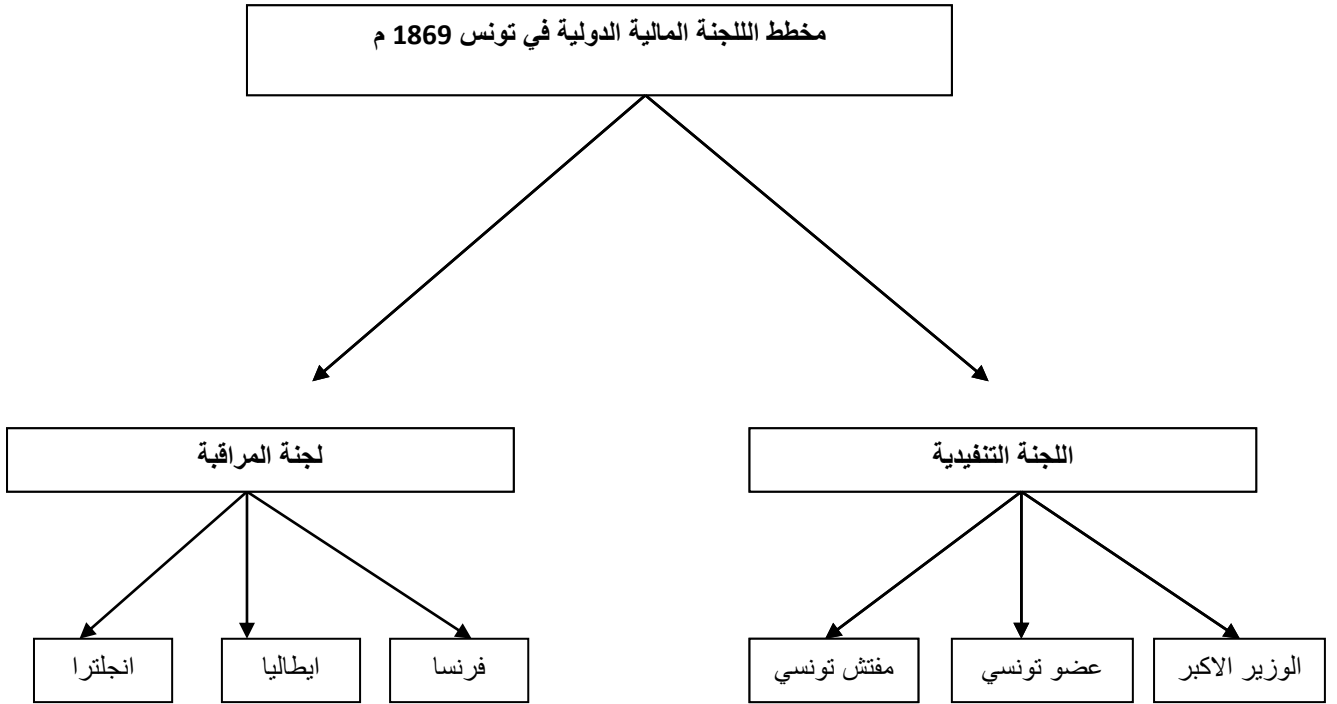 مخطط الللجنة المالية الدولية في تونس 1869 م
اللجنة التنفيدية
لجنة المراقبة
الوزير الاكبر
عضو تونسي
مفتش تونسي
فرنسا
ايطاليا
انجلترا